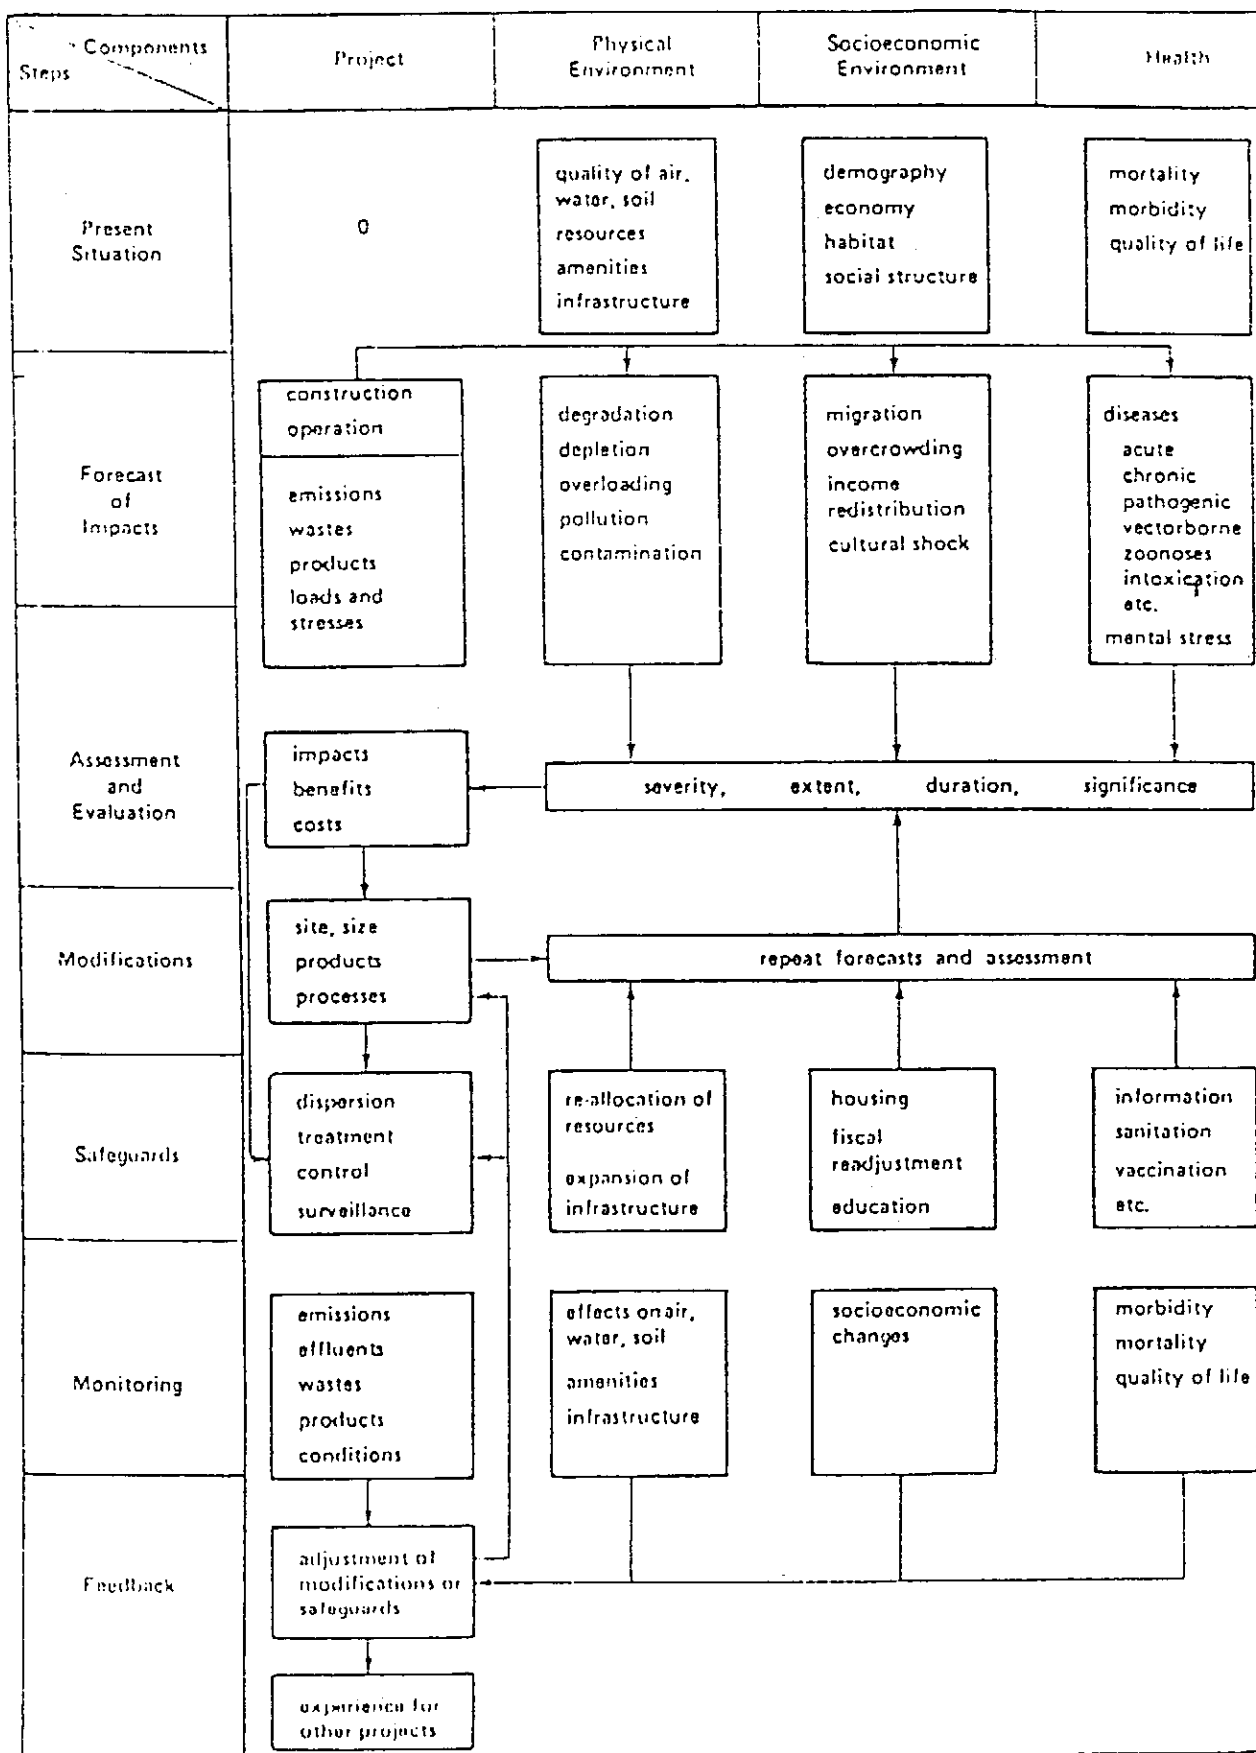 Components
Steps
Project
Physical
Environment
Socioeconomic
Environment
Health
Present
Situation
0
quality of air,
water, soil
resources
amenities
infrastructure
demography
economy
habitat
social structure
mortality
morbidity
quality of life
Forecast
of
Impacts
construction
operation
emissions
wastes
products
loads and
stresses
degradation
depletion
overloading
pollution
contamination
migration
overcrowding
income
redistribution
cultural shock
diseases
acute
chronic
pathogenic
vectorborne
zoonoses
intoxication
etc.
mental stress
Assessment
and
Evaluation
impacts
benefits
costs
severity, extent, duration, significance
Modifications
site, size
products
processes
repeat forecasts and assessment
Safeguards
dispersion
treatment
control
surveillance
re-allocation of
resources
expansion of
infrastructure
housing
fiscal
readjustment
education
information
sanitation
vaccination
etc.
Monitoring
emissions
effluents
wastes
products
conditions
effects on air,
water, soil
amenities
infrastructure
socioeconomic
changes
morbidity
mortality
quality of life
Feedback
adjustment of
modifications or
safeguards
experience for
other projects